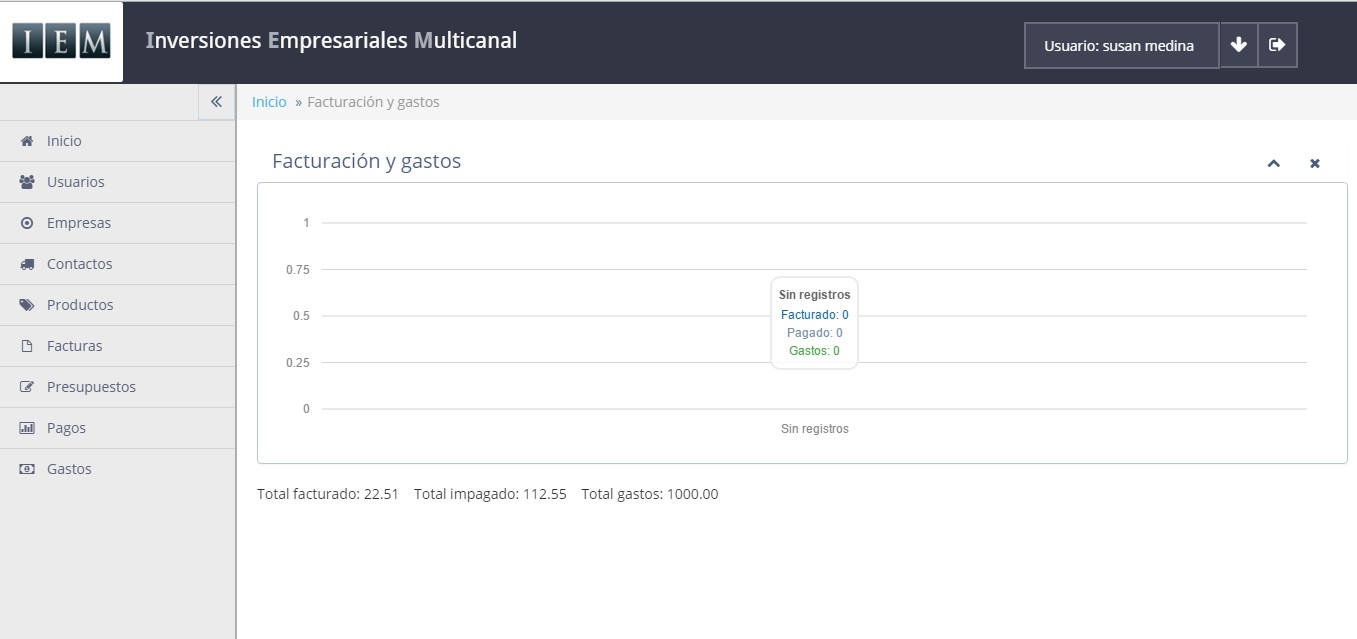 IEM
Inversiones Empresariales Multicanal
Usuario: susan medina
Inicio » Facturación y gastos
Inicio
Usuarios
Empresas
Contactos
Productos
Facturas
Presupuestos
Pagos
Gastos
Facturación y gastos
1
0.75
0.5
0.25
0
Sin registros
Facturado: 0
Pagado: 0
Gastos: 0
Sin registros
Total facturado: 22.51 Total impagado: 112.55 Total gastos: 1000.00